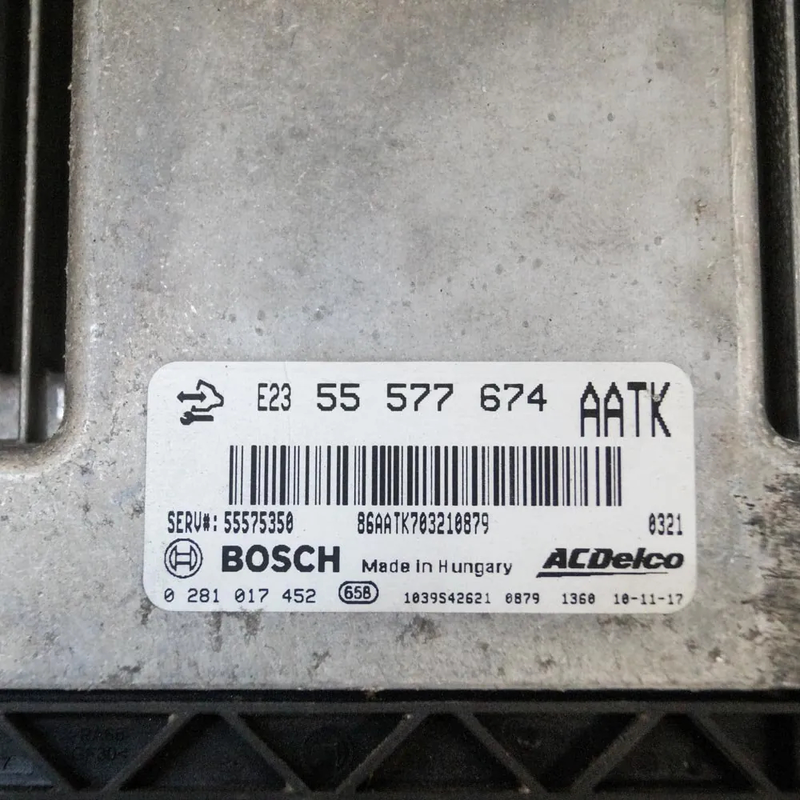 E23 55 577 674 AATK
SERV#: 55575350 86AATK703210879 0321
BOSCH Made in Hungary ACDelco
0 281 017 452 658 1039S42621 0879 1360 10-11-17